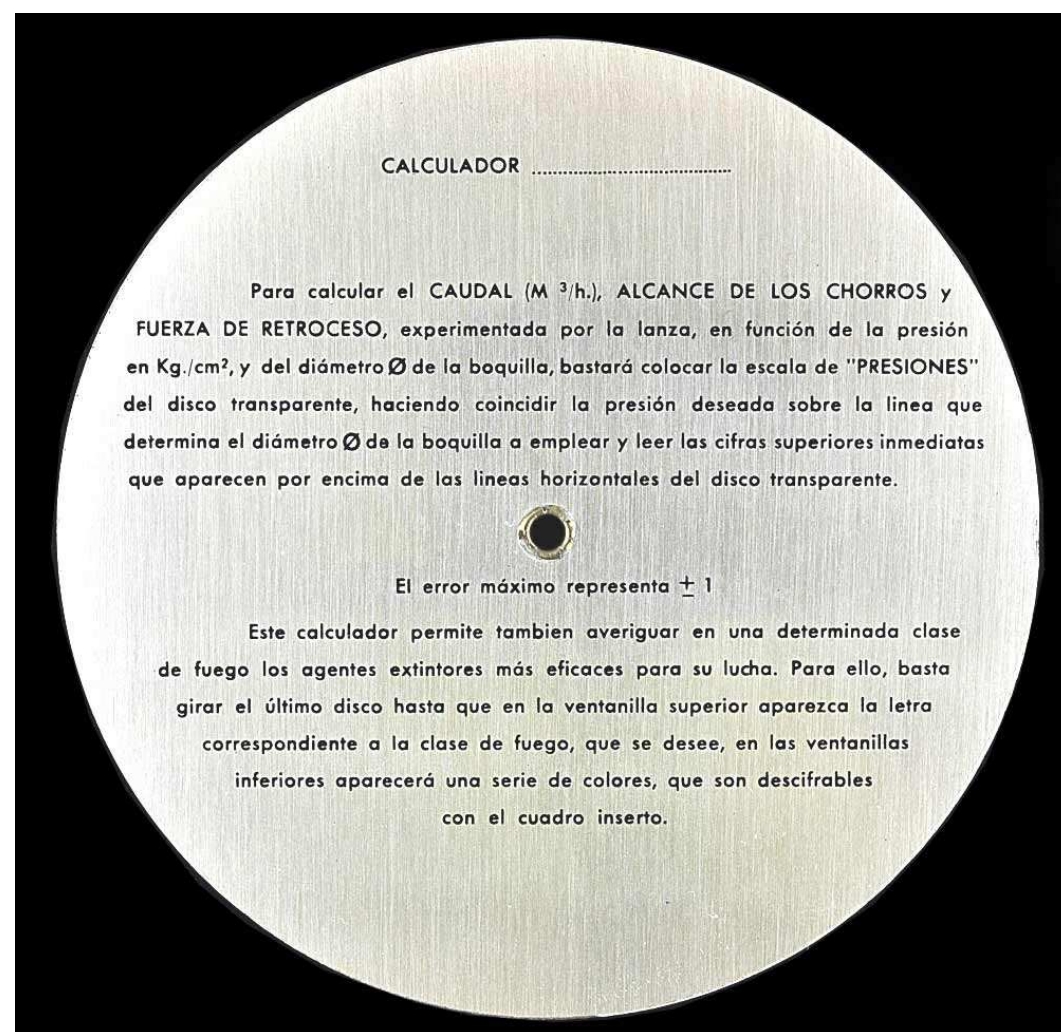 CALCULADOR ........................................
Para calcular el CAUDAL (M ³/h.), ALCANCE DE LOS CHORROS y
FUERZA DE RETROCESO, experimentada por la lanza, en función de la presión
en Kg./cm², y del diámetro Ø de la boquilla, bastará colocar la escala de "PRESIONES"
del disco transparente, haciendo coincidir la presión deseada sobre la linea que
determina el diámetro Ø de la boquilla a emplear y leer las cifras superiores inmediatas
que aparecen por encima de las lineas horizontales del disco transparente.
El error máximo representa ± 1
Este calculador permite tambien averiguar en una determinada clase
de fuego los agentes extintores más eficaces para su lucha. Para ello, basta
girar el último disco hasta que en la ventanilla superior aparezca la letra
correspondiente a la clase de fuego, que se desee, en las ventanillas
inferiores aparecerá una serie de colores, que son descifrables
con el cuadro inserto.